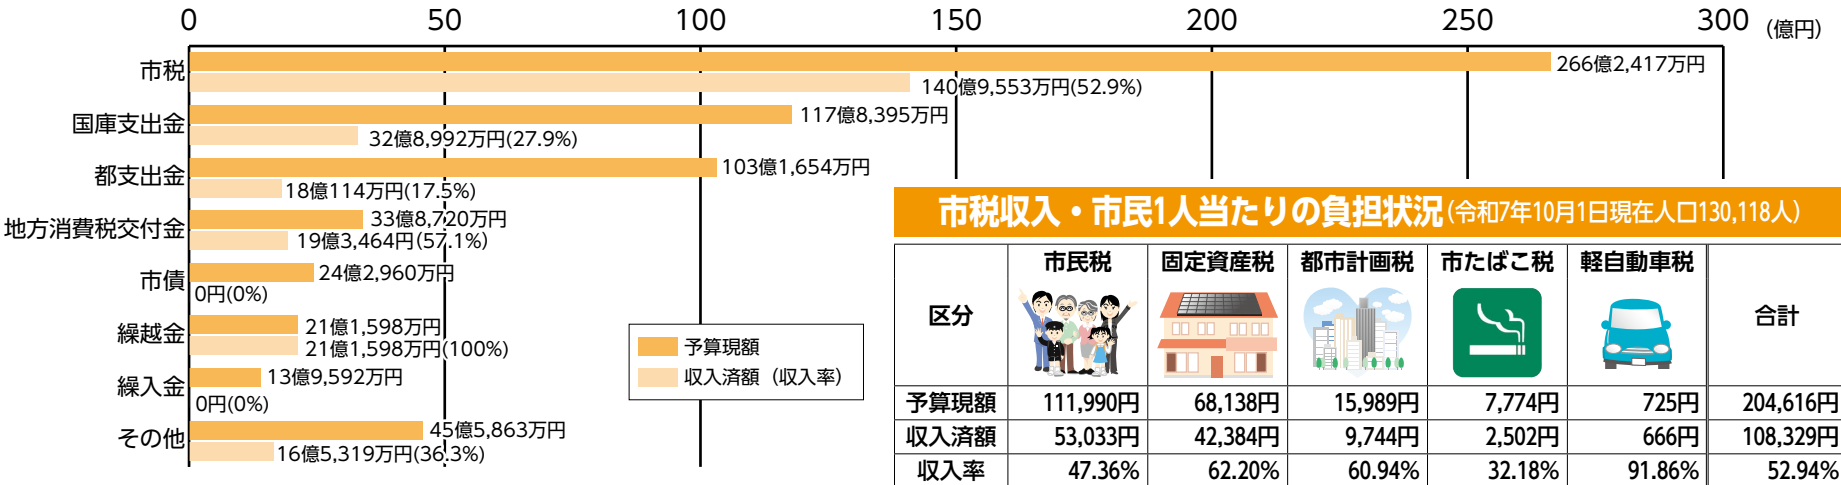 0 50 100 150 200 250 300 (億円)
市税 266億2,417万円
140億9,553万円(52.9%)
国庫支出金 117億8,395万円
32億8,992万円(27.9%)
都支出金 103億1,654万円
18億114万円(17.5%)
地方消費税交付金 33億8,720万円
19億3,464円(57.1%)
市債 24億2,960万円
0円(0%)
繰越金 21億1,598万円
21億1,598万円(100%)
繰入金 13億9,592万円
0円(0%)
その他 45億5,863万円
16億5,319万円(36.3%)
予算現額
収入済額(収入率)
市税収入・市民1人当たりの負担状況(令和7年10月1日現在人口130,118人)
区分 市民税 固定資産税 都市計画税 市たばこ税 軽自動車税 合計
予算現額 111,990円 68,138円 15,989円 7,774円 725円 204,616円
収入済額 53,033円 42,384円 9,744円 2,502円 666円 108,329円
収入率 47.36% 62.20% 60.94% 32.18% 91.86% 52.94%